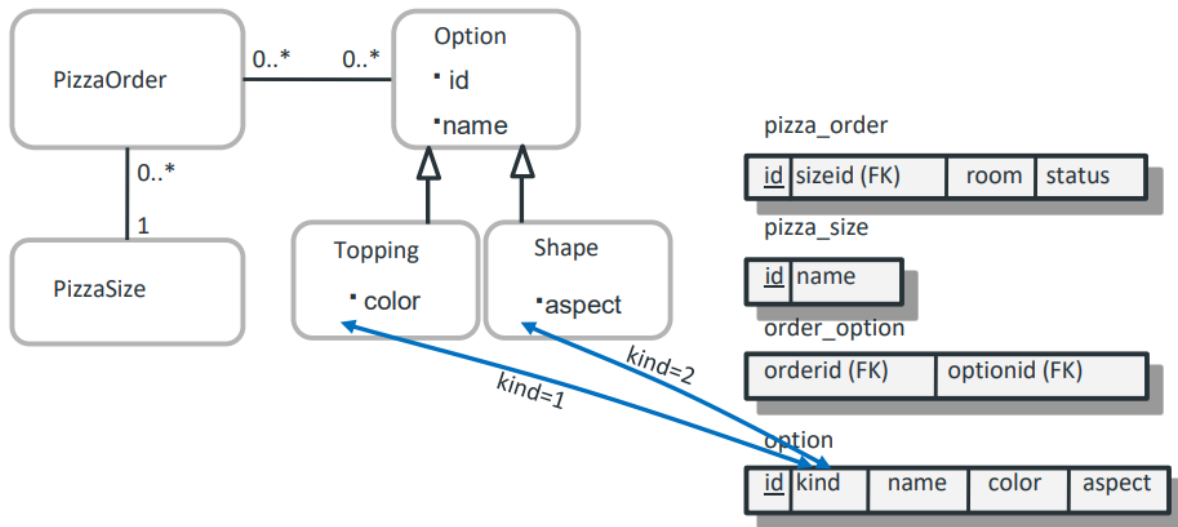 PizzaOrder
0..*
0..*
Option
▪ id
▪name
0..*
1
PizzaSize
Topping
▪ color
Shape
▪aspect
kind=1
kind=2
pizza_order
id sizeid (FK) room status
pizza_size
id name
order_option
orderid (FK) optionid (FK)
option
id kind name color aspect